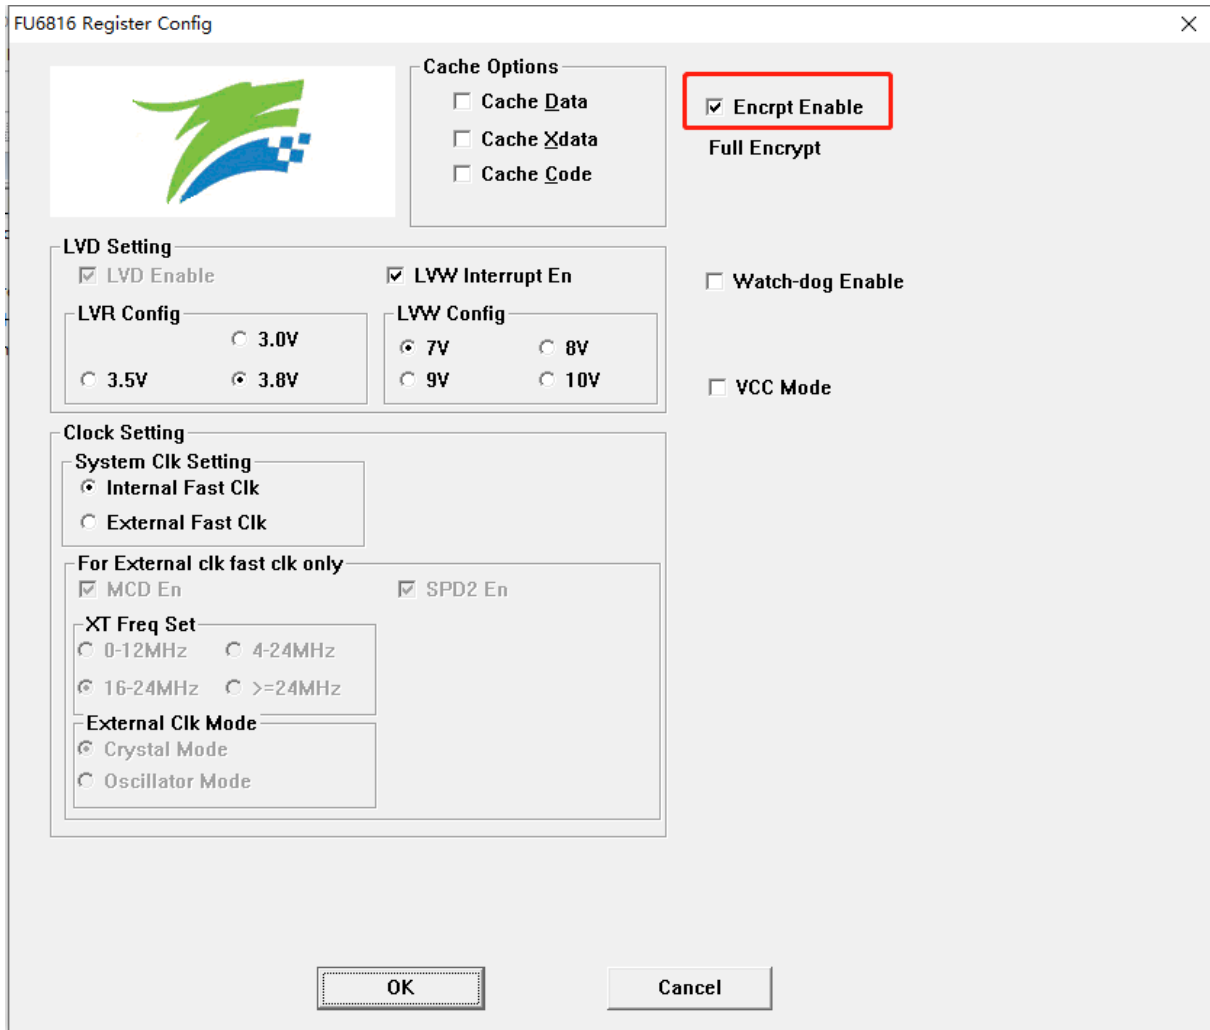 FU6816 Register Config
Cache Options
Cache Data
Cache Xdata
Cache Code
Encrpt Enable
Full Encrypt
LVD Setting
LVD Enable
LVW Interrupt En
Watch-dog Enable
LVR Config
3.0V
3.5V
3.8V
LVW Config
7V
8V
9V
10V
VCC Mode
Clock Setting
System Clk Setting
Internal Fast Clk
External Fast Clk
For External clk fast clk only
MCD En
SPD2 En
XT Freq Set
0-12MHz
4-24MHz
16-24MHz
>=24MHz
External Clk Mode
Crystal Mode
Oscillator Mode
OK
Cancel